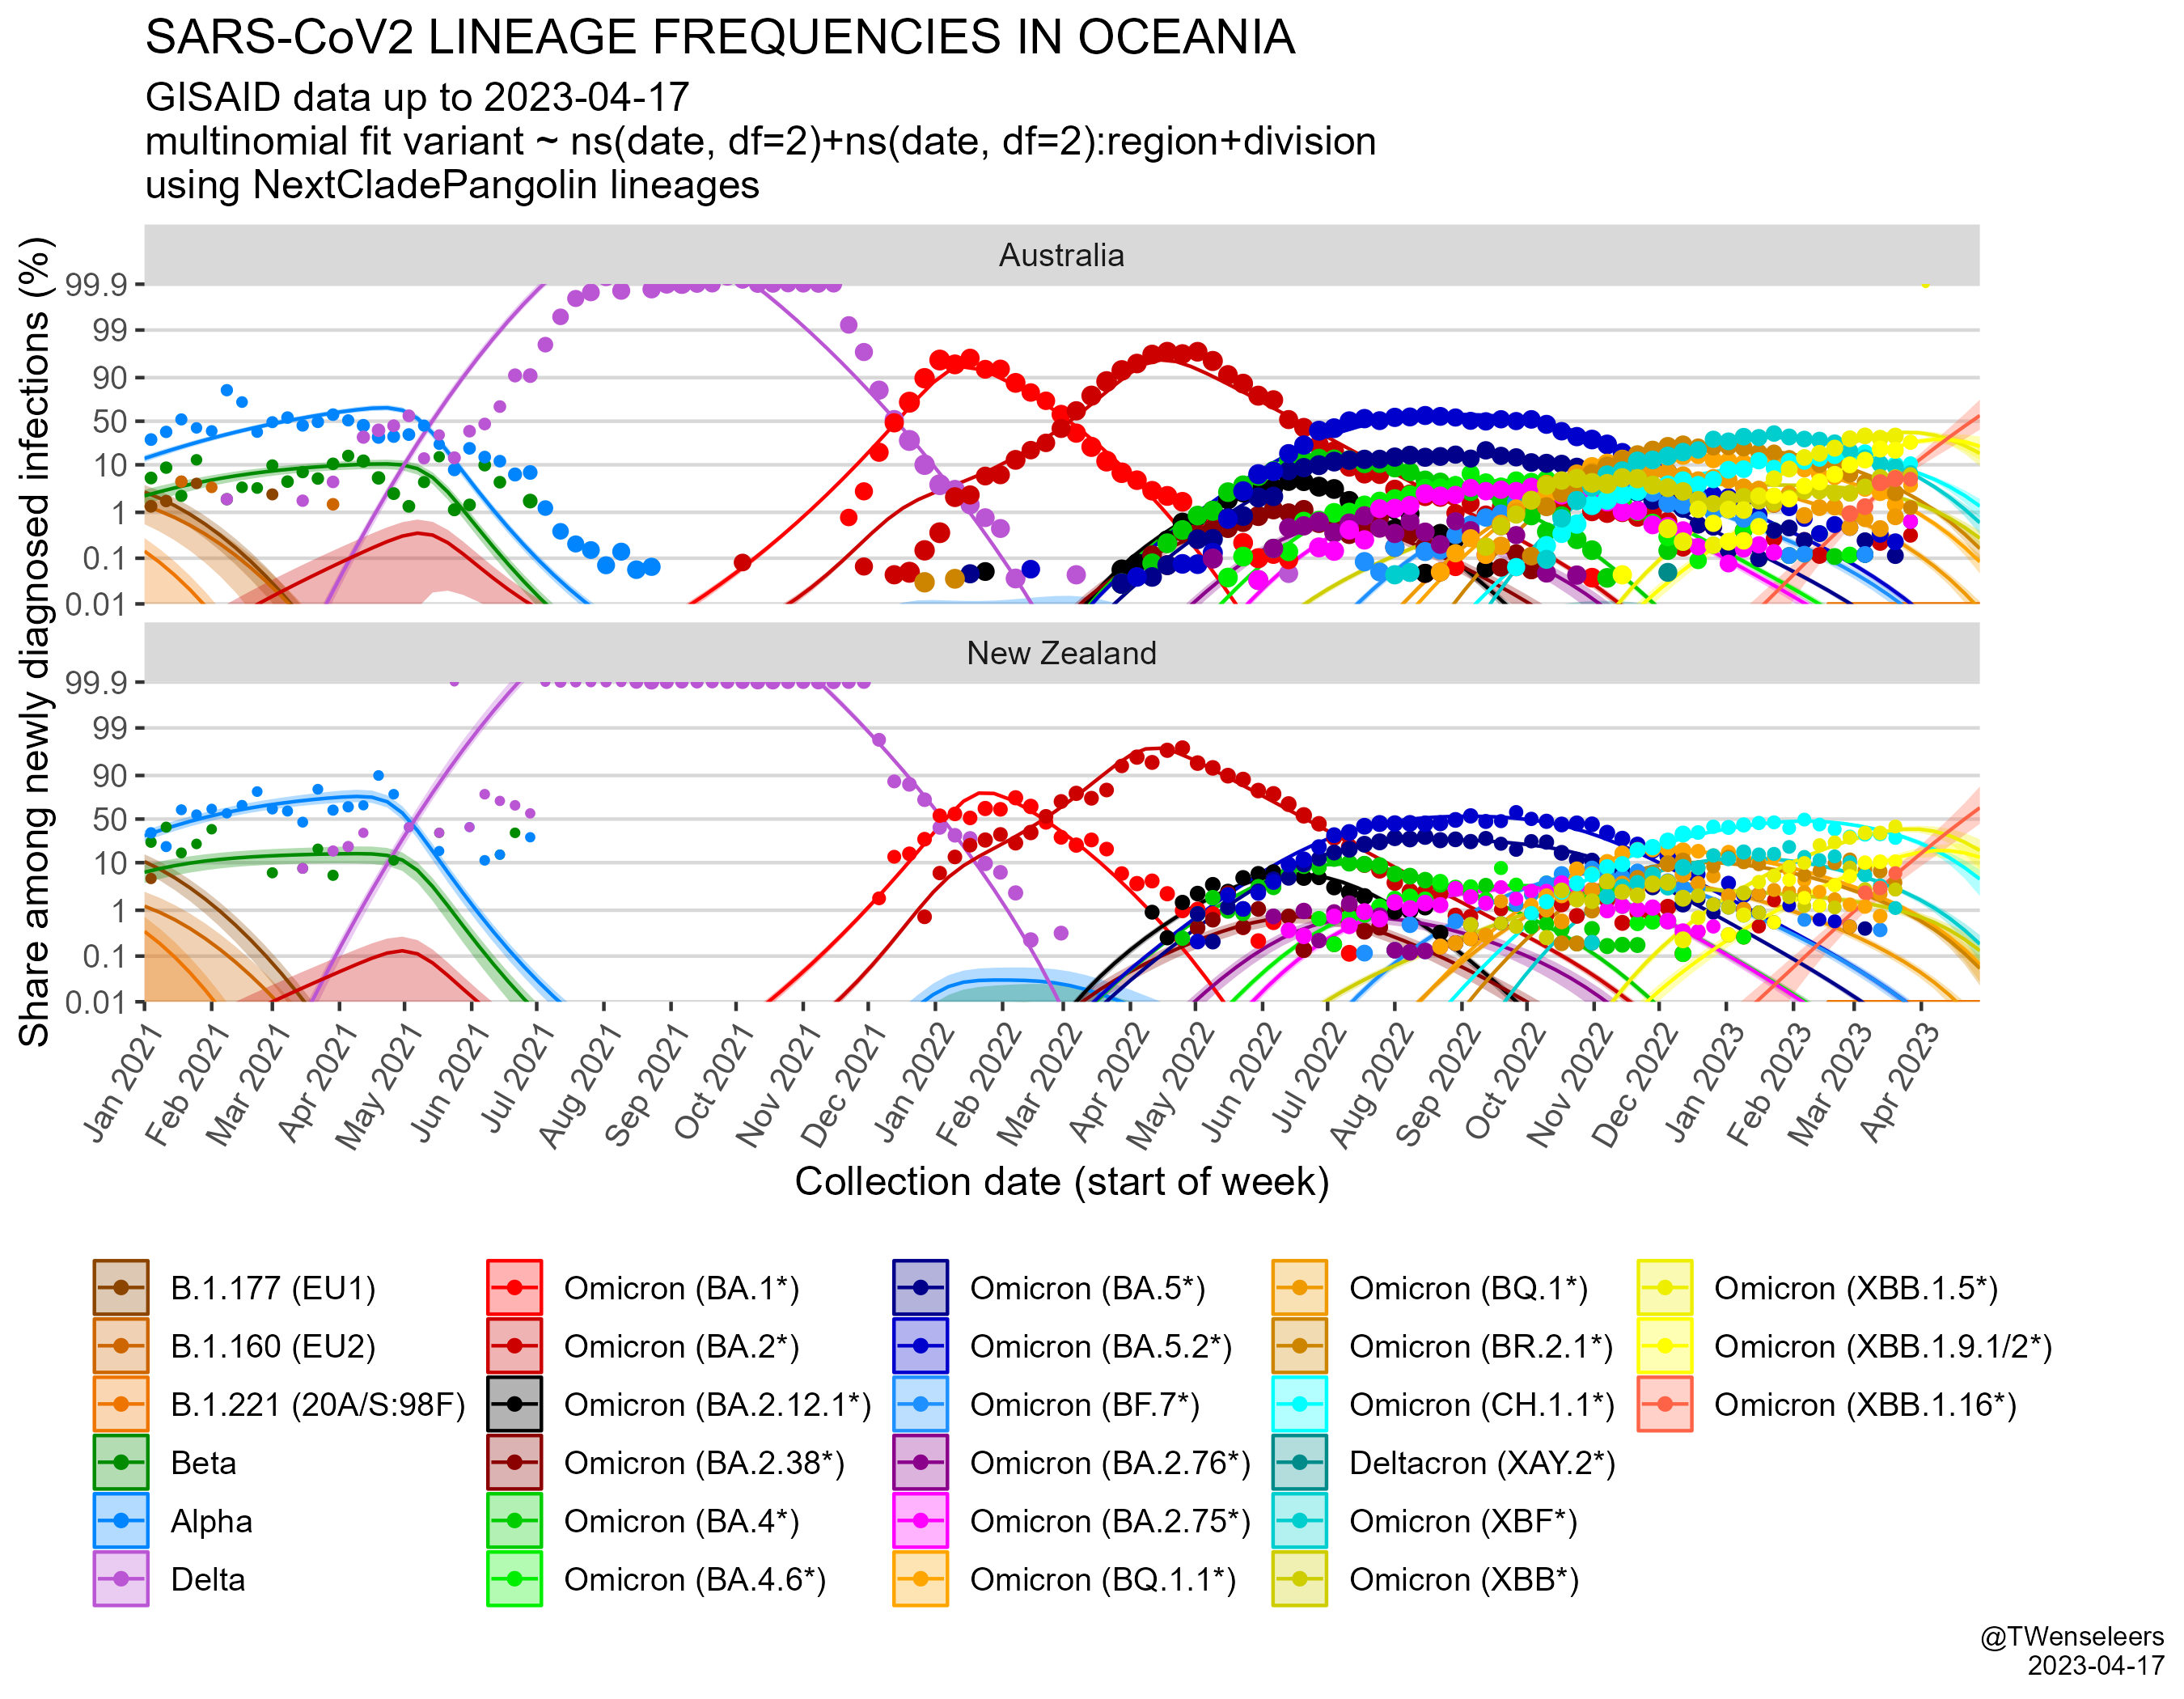 SARS-CoV2 LINEAGE FREQUENCIES IN OCEANIA
GISAID data up to 2023-04-17
multinomial fit variant ~ ns(date, df=2)+ns(date, df=2):region+division
using NextCladePangolin lineages
Share among newly diagnosed infections (%)
Australia
99.9
99
90
50
10
1
0.1
0.01
New Zealand
99.9
99
90
50
10
1
0.1
0.01
Jan 2021
Feb 2021
Mar 2021
Apr 2021
May 2021
Jun 2021
Jul 2021
Aug 2021
Sep 2021
Oct 2021
Nov 2021
Dec 2021
Jan 2022
Feb 2022
Mar 2022
Apr 2022
May 2022
Jun 2022
Jul 2022
Aug 2022
Sep 2022
Oct 2022
Nov 2022
Dec 2022
Jan 2023
Feb 2023
Mar 2023
Apr 2023
Collection date (start of week)
B.1.177 (EU1)
B.1.160 (EU2)
B.1.221 (20A/S:98F)
Beta
Alpha
Delta
Omicron (BA.1*)
Omicron (BA.2*)
Omicron (BA.2.12.1*)
Omicron (BA.2.38*)
Omicron (BA.4*)
Omicron (BA.4.6*)
Omicron (BA.5*)
Omicron (BA.5.2*)
Omicron (BF.7*)
Omicron (BA.2.76*)
Omicron (BA.2.75*)
Omicron (BQ.1.1*)
Omicron (BQ.1*)
Omicron (BR.2.1*)
Omicron (CH.1.1*)
Deltacron (XAY.2*)
Omicron (XBF*)
Omicron (XBB*)
Omicron (XBB.1.5*)
Omicron (XBB.1.9.1/2*)
Omicron (XBB.1.16*)
@TWenseleers
2023-04-17